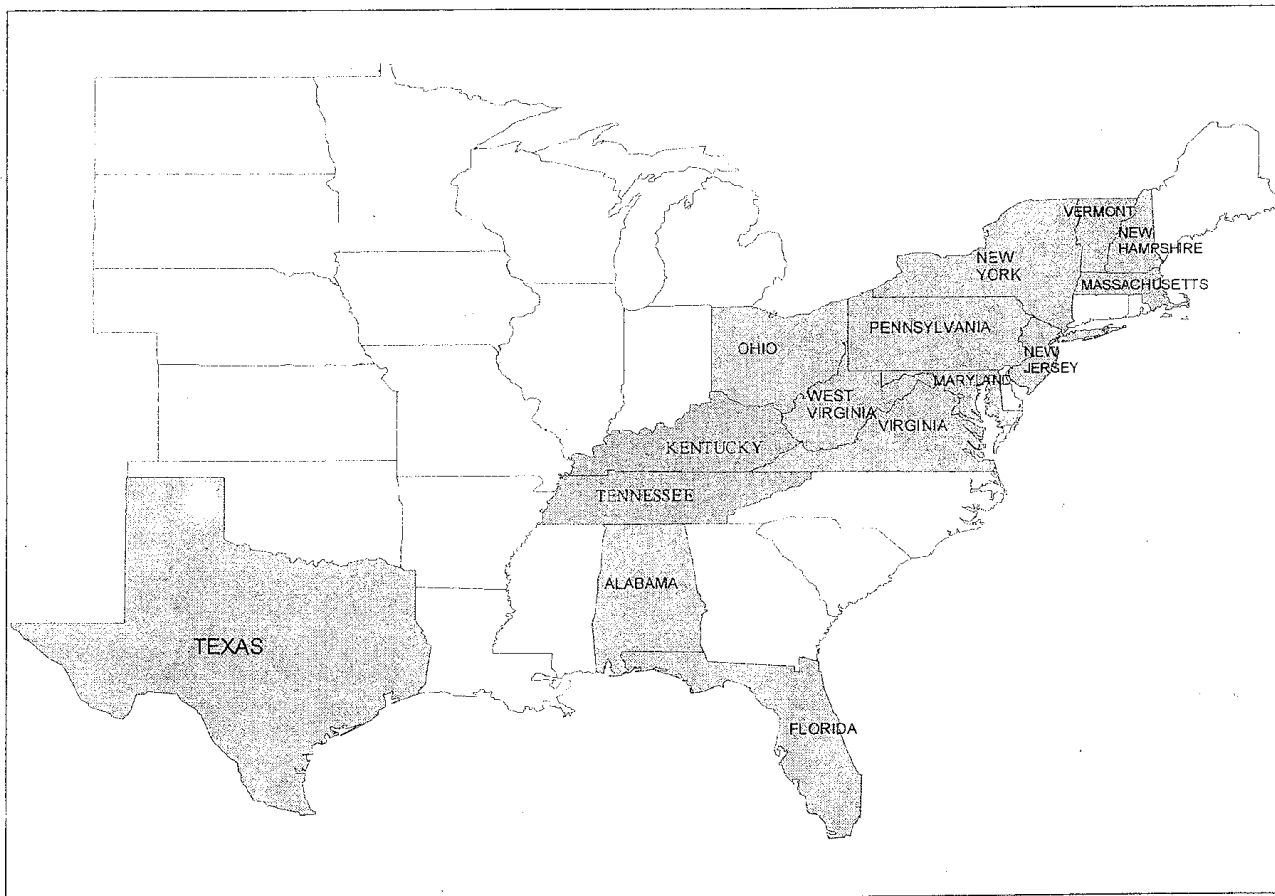 VERMONT
NEW
HAMPSHIRE
NEW
YORK
MASSACHUSETTS
PENNSYLVANIA
OHIO
NEW
JERSEY
MARYLAND
WEST
VIRGINIA
VIRGINIA
KENTUCKY
TENNESSEE
ALABAMA
TEXAS
FLORIDA